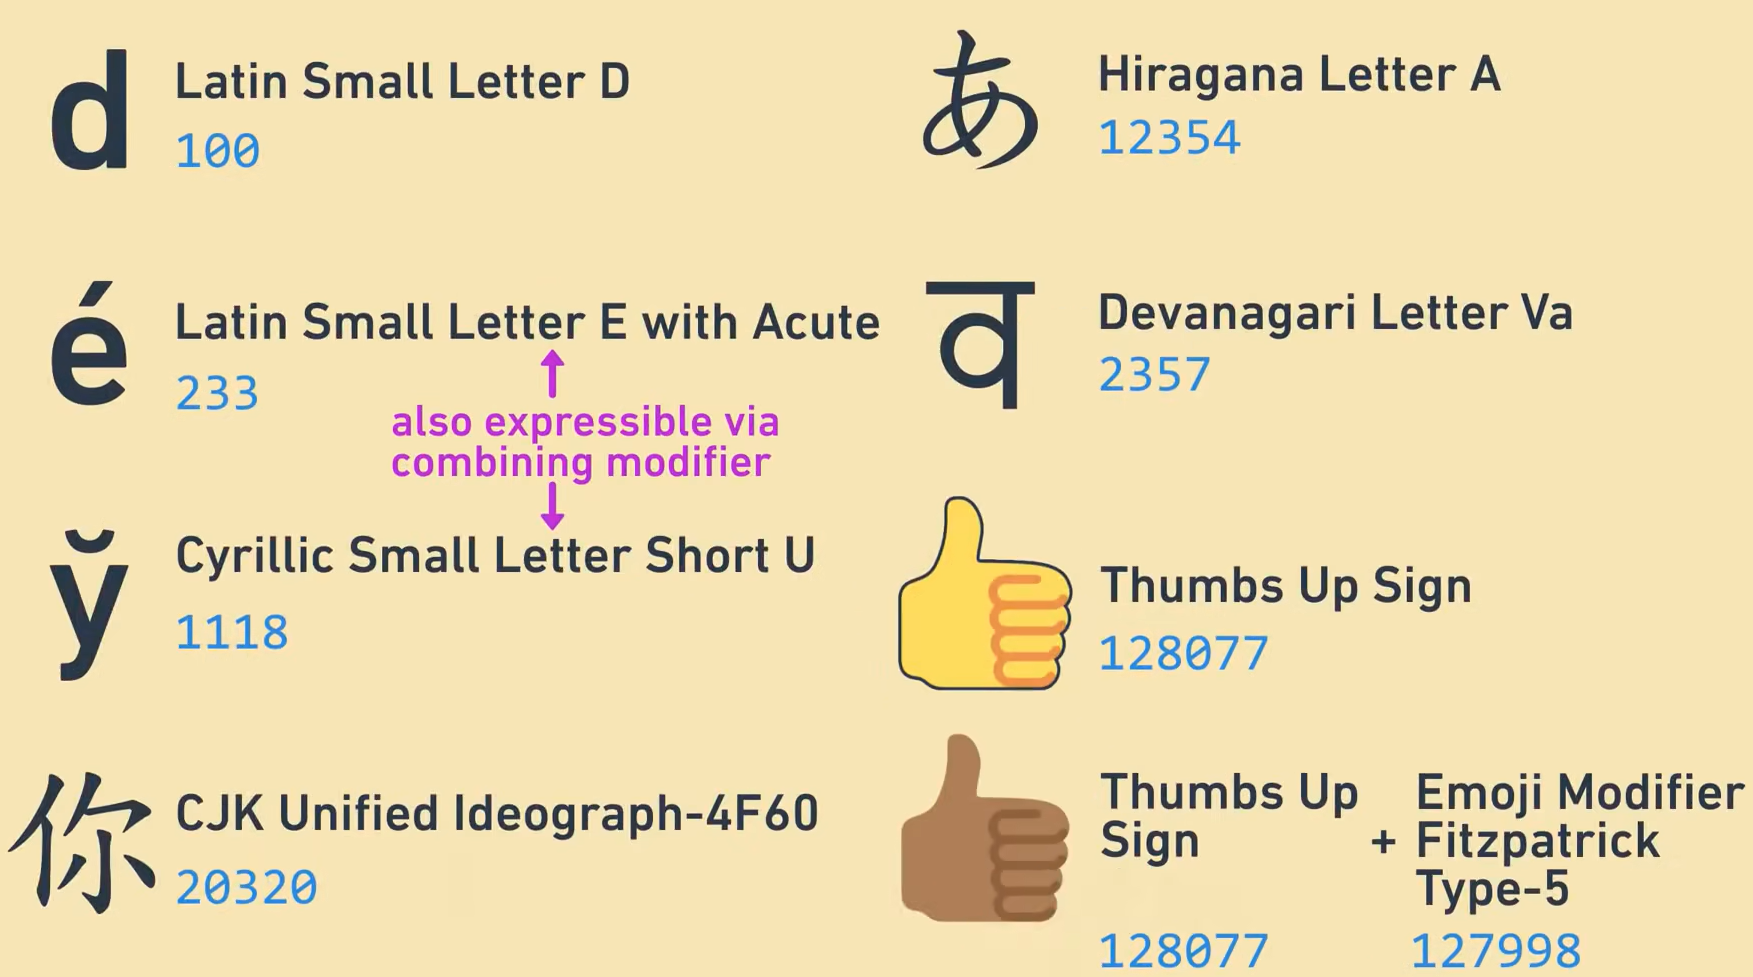 d
Latin Small Letter D
100
é
Latin Small Letter E with Acute
233
also expressible via
combining modifier
ў
Cyrillic Small Letter Short U
1118
你
CJK Unified Ideograph-4F60
20320
あ
Hiragana Letter A
12354
व
Devanagari Letter Va
2357
Thumbs Up Sign
128077
Thumbs Up
Sign
+
Emoji Modifier
Fitzpatrick
Type-5
128077
127998